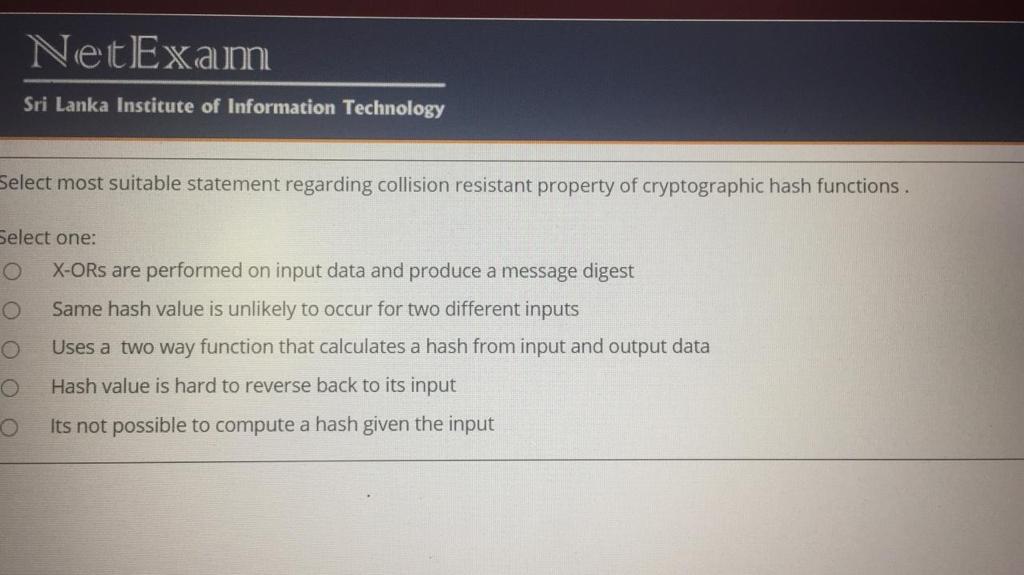 NetExam
Sri Lanka Institute of Information Technology
Select most suitable statement regarding collision resistant property of cryptographic hash functions .
Select one:
X-ORs are performed on input data and produce a message digest
Same hash value is unlikely to occur for two different inputs
Uses a two way function that calculates a hash from input and output data
Hash value is hard to reverse back to its input
Its not possible to compute a hash given the input